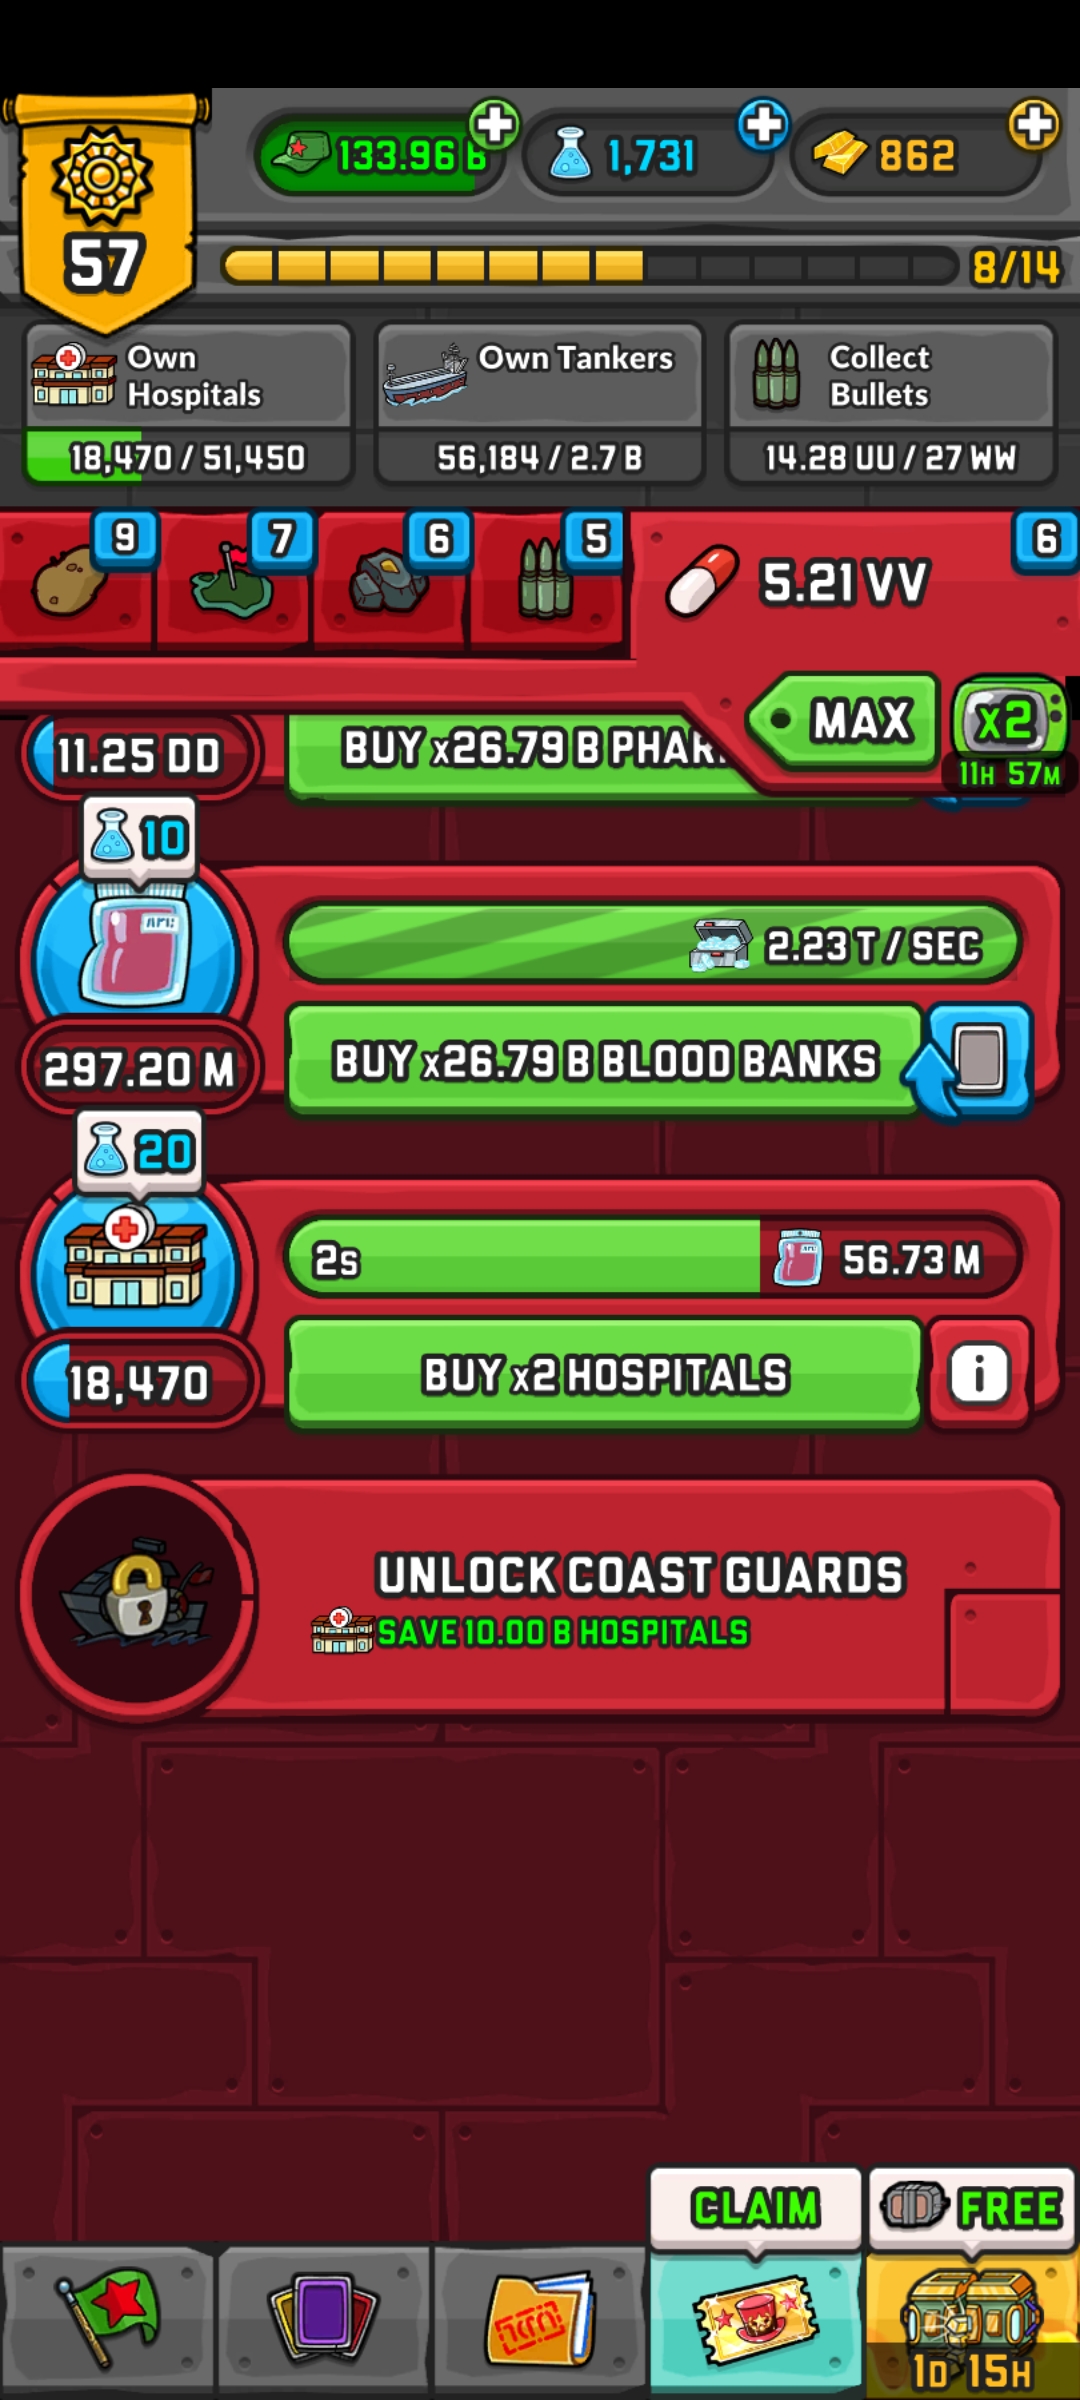 133.96 B
1,731
862
57
8/14
Own
Hospitals
18,470 / 51,450
Own Tankers
56,184 / 2.7 B
Collect
Bullets
14.28 UU / 27 WW
9
7
6
5
5.21 VV
6
MAX
x2
11H 57M
11.25 DD
BUY x26.79 B
10
2.23 T / SEC
297.20 M
BUY x26.79 B BLOOD BANKS
20
2s
56.73 M
18,470
BUY x2 HOSPITALS
i
UNLOCK COAST GUARDS
SAVE 10.00 B HOSPITALS
CLAIM
FREE
1D 15H